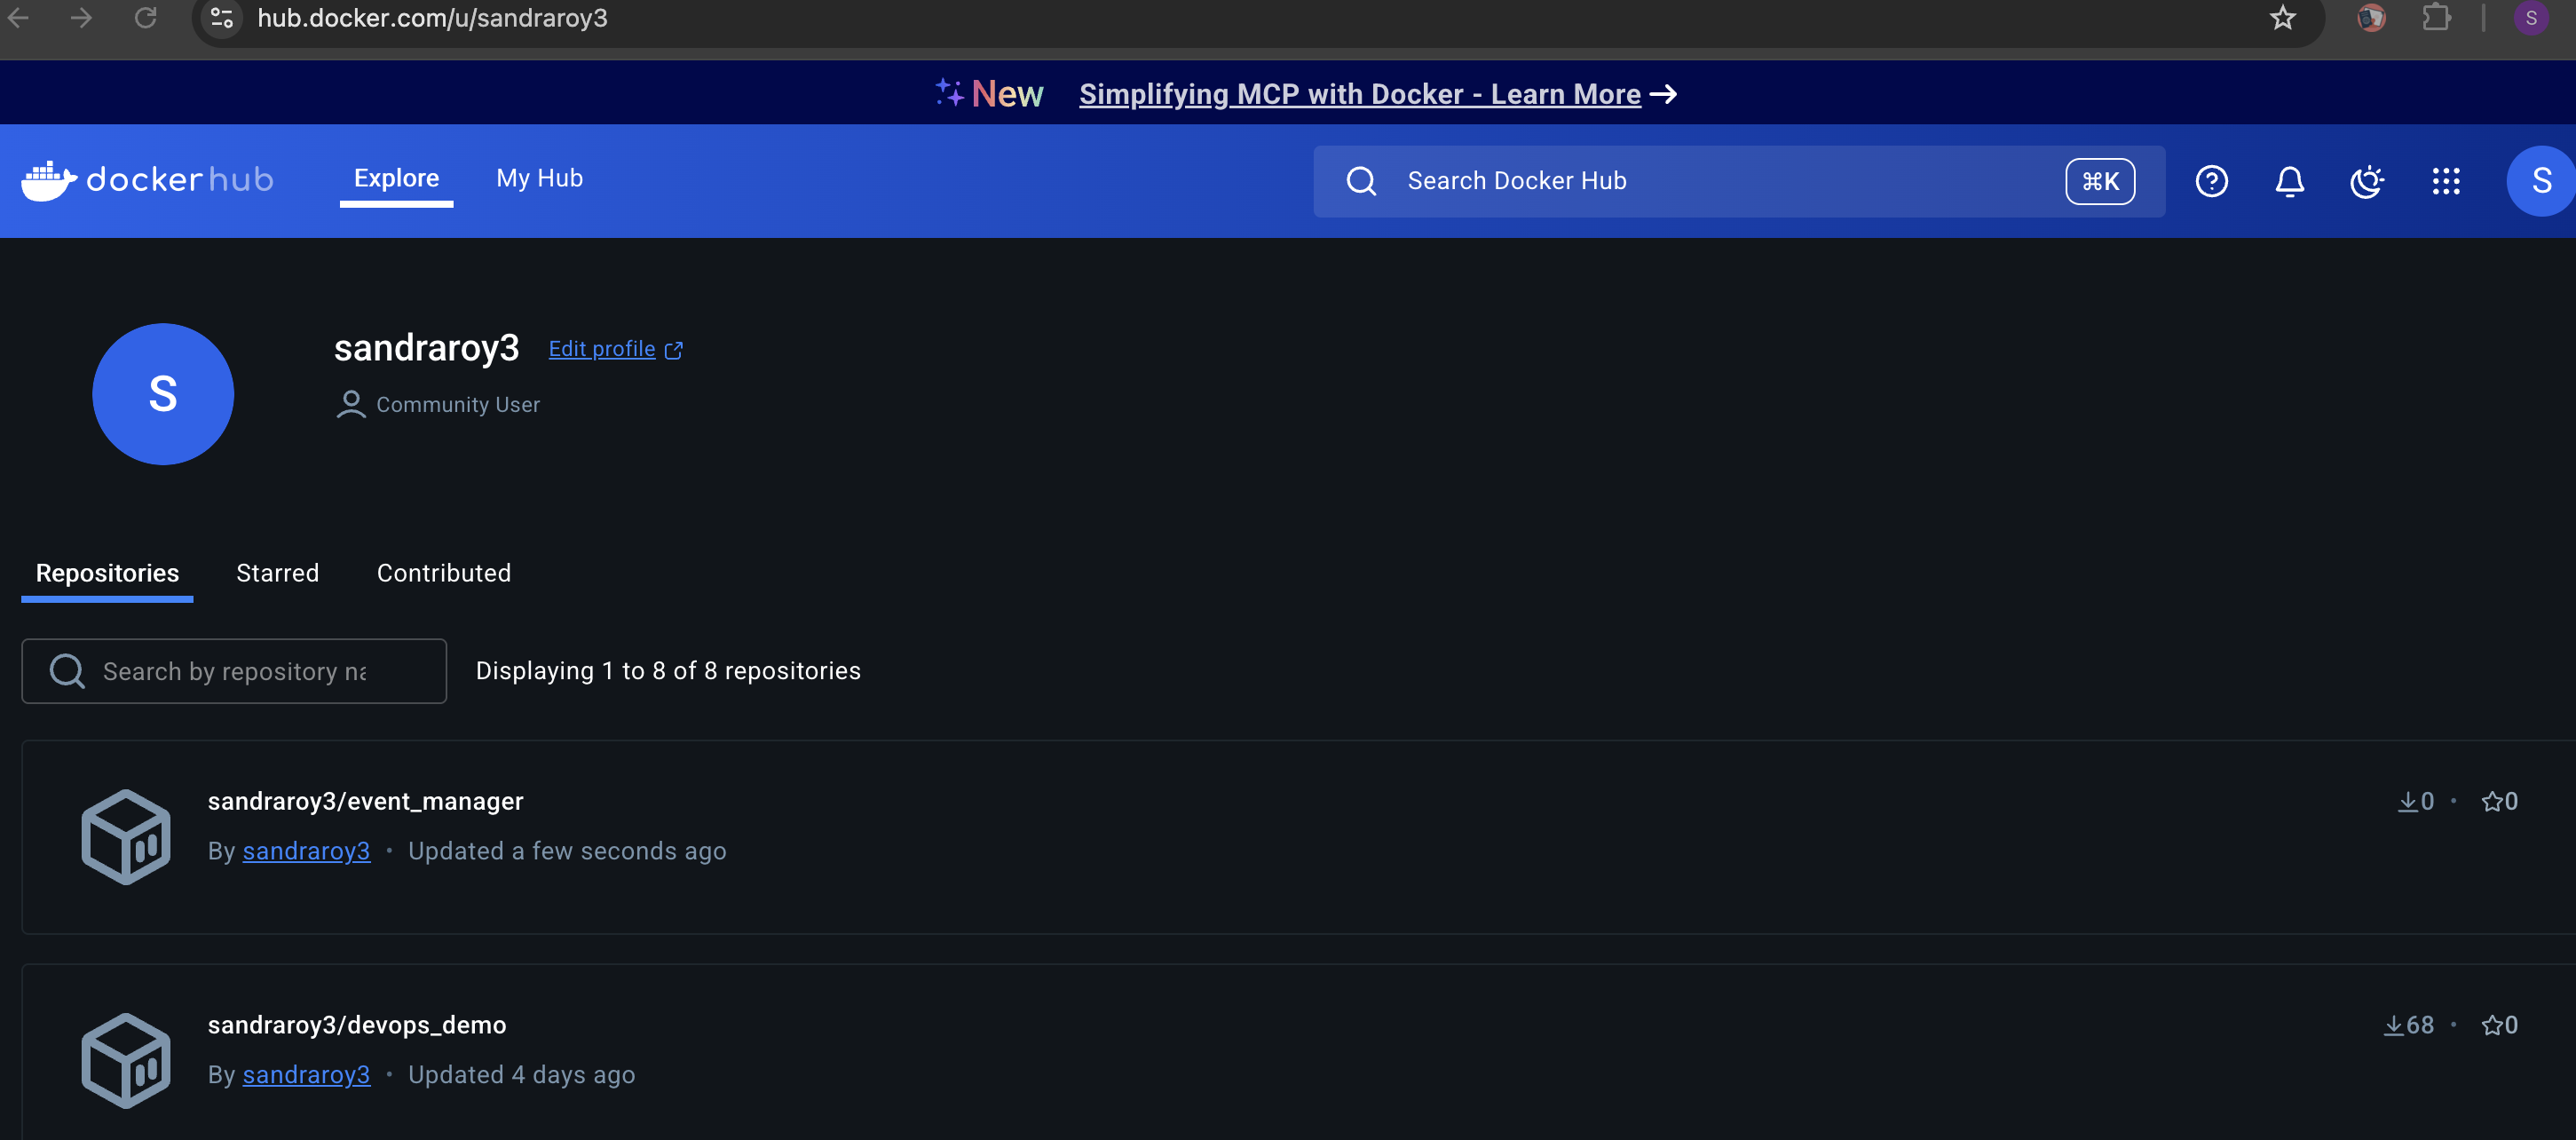 hub.docker.com/u/sandraroy3
S
New Simplifying MCP with Docker - Learn More →
dockerhub Explore My Hub Search Docker Hub ⌘K S
S
sandraroy3 Edit profile
Community User
Repositories Starred Contributed
Search by repository na Displaying 1 to 8 of 8 repositories
sandraroy3/event_manager 0 • 0
By sandraroy3 • Updated a few seconds ago
sandraroy3/devops_demo 68 • 0
By sandraroy3 • Updated 4 days ago